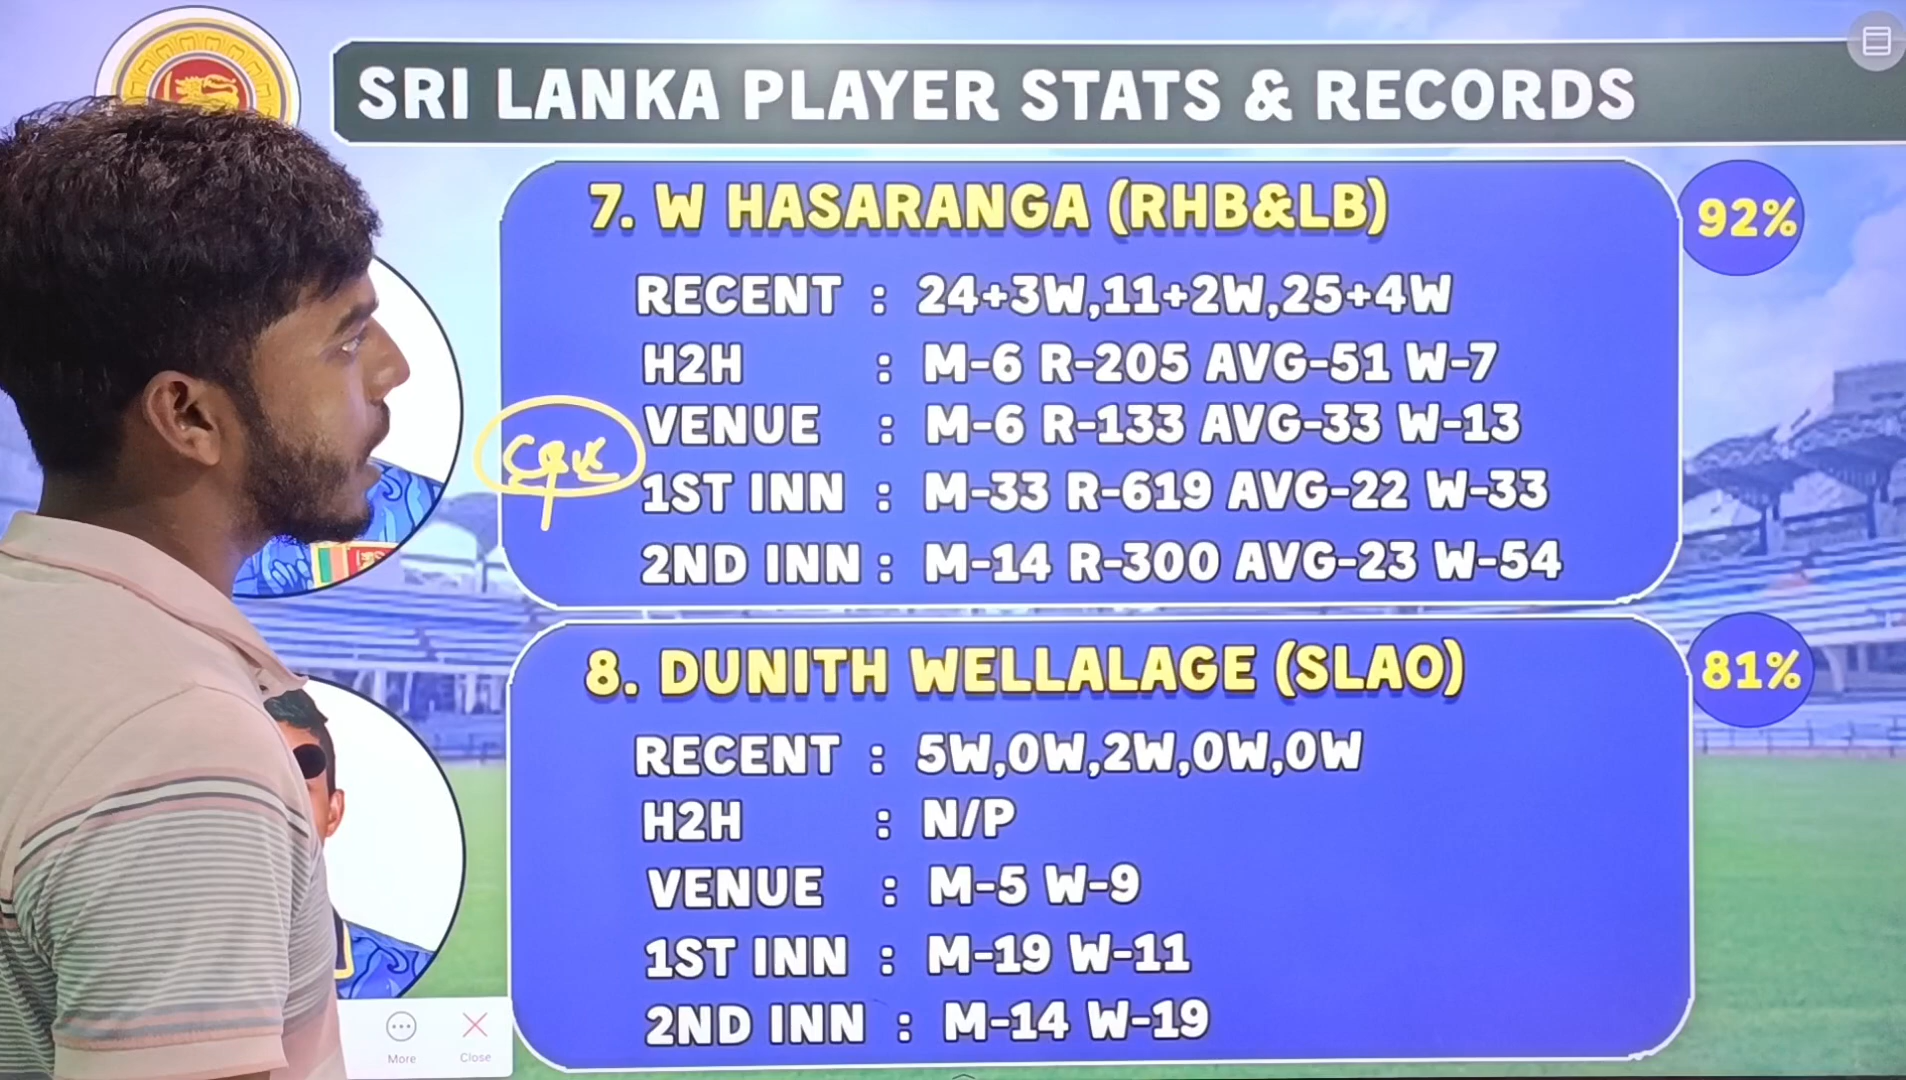 SRI LANKA PLAYER STATS & RECORDS
7. W HASARANGA (RHB&LB)
92%
RECENT : 24+3W,11+2W,25+4W
H2H : M-6 R-205 AVG-51 W-7
VENUE : M-6 R-133 AVG-33 W-13
1ST INN : M-33 R-619 AVG-22 W-33
2ND INN : M-14 R-300 AVG-23 W-54
8. DUNITH WELLALAGE (SLAO)
81%
RECENT : 5W,0W,2W,0W,0W
H2H : N/P
VENUE : M-5 W-9
1ST INN : M-19 W-11
2ND INN : M-14 W-19
More
Close